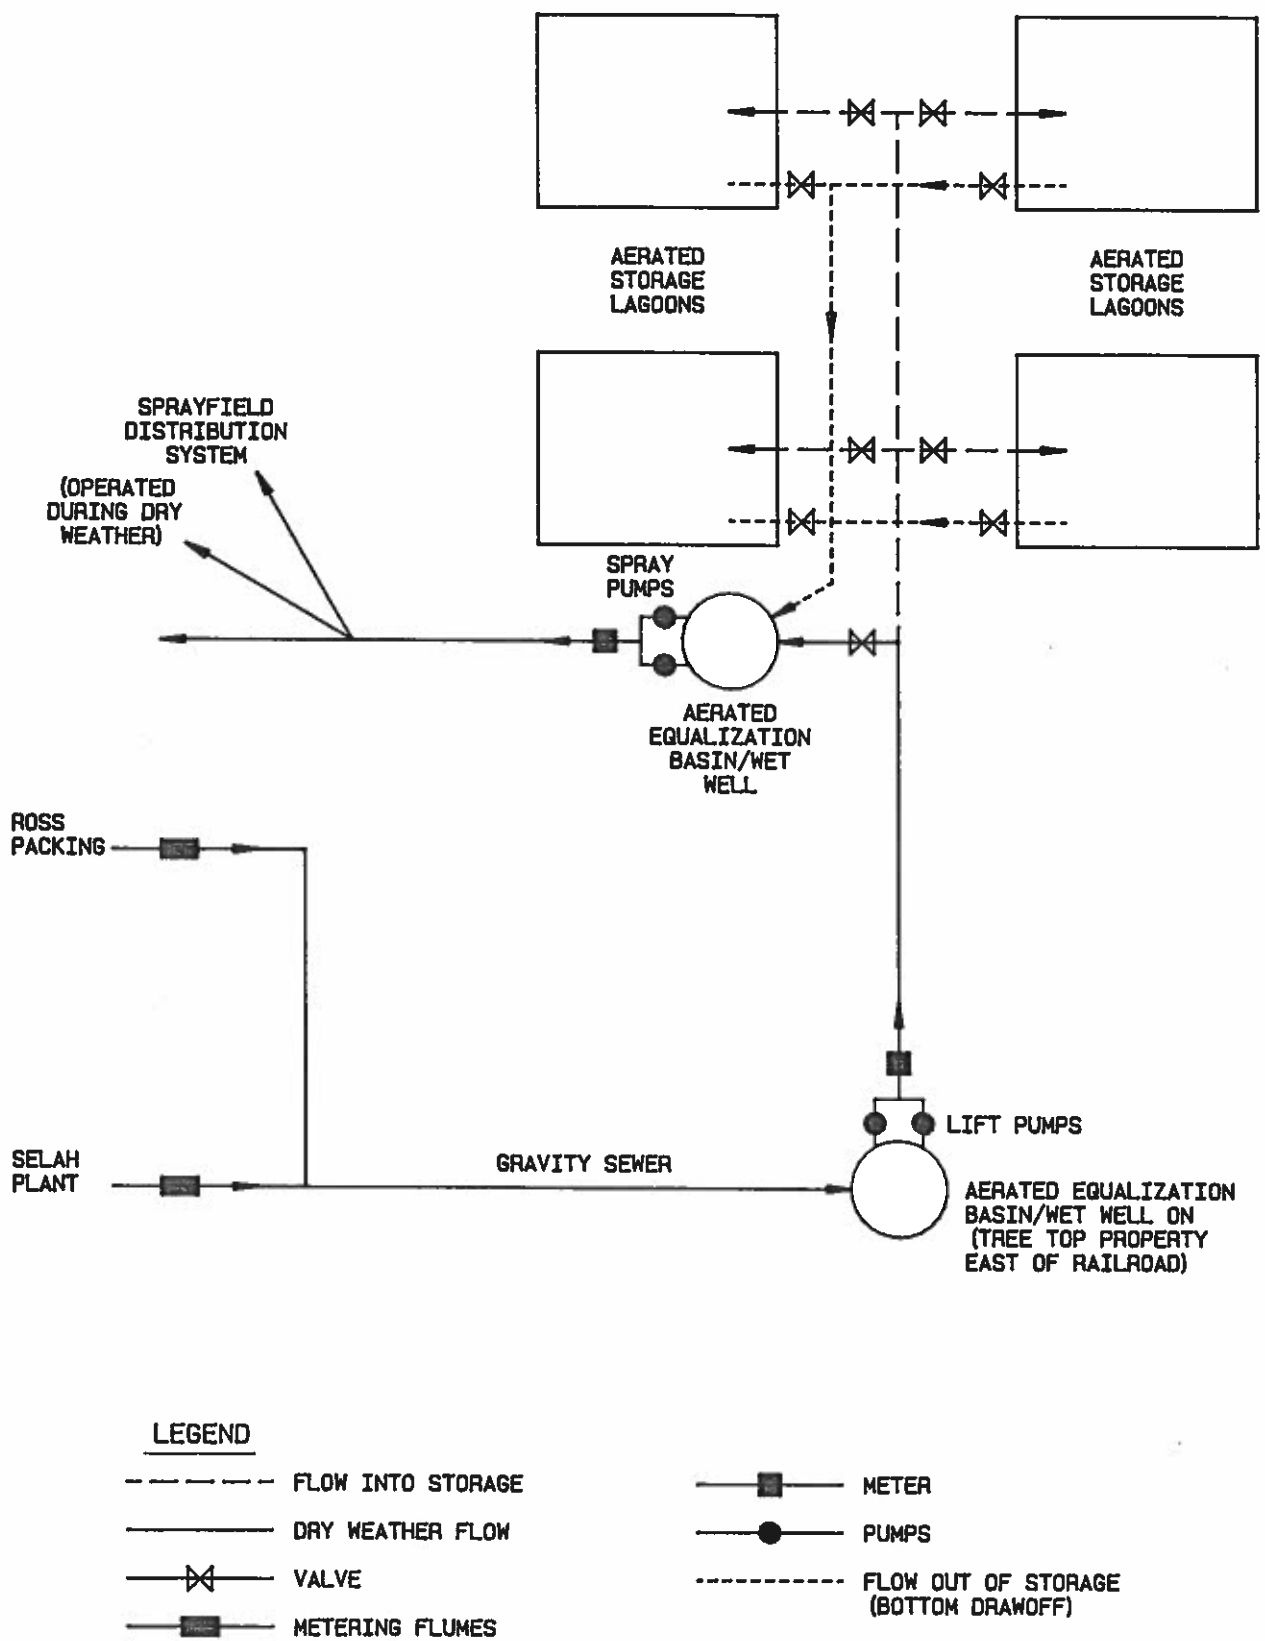 AERATED
STORAGE
LAGOONS
AERATED
STORAGE
LAGOONS
SPRAYFIELD
DISTRIBUTION
SYSTEM
(OPERATED
DURING DRY
WEATHER)
SPRAY
PUMPS
AERATED
EQUALIZATION
BASIN/WET
WELL
ROSS
PACKING
LIFT PUMPS
SELAH
PLANT
GRAVITY SEWER
AERATED EQUALIZATION
BASIN/WET WELL ON
(TREE TOP PROPERTY
EAST OF RAILROAD)
LEGEND
FLOW INTO STORAGE
DRY WEATHER FLOW
VALVE
METERING FLUMES
METER
PUMPS
FLOW OUT OF STORAGE
(BOTTOM DRAWOFF)